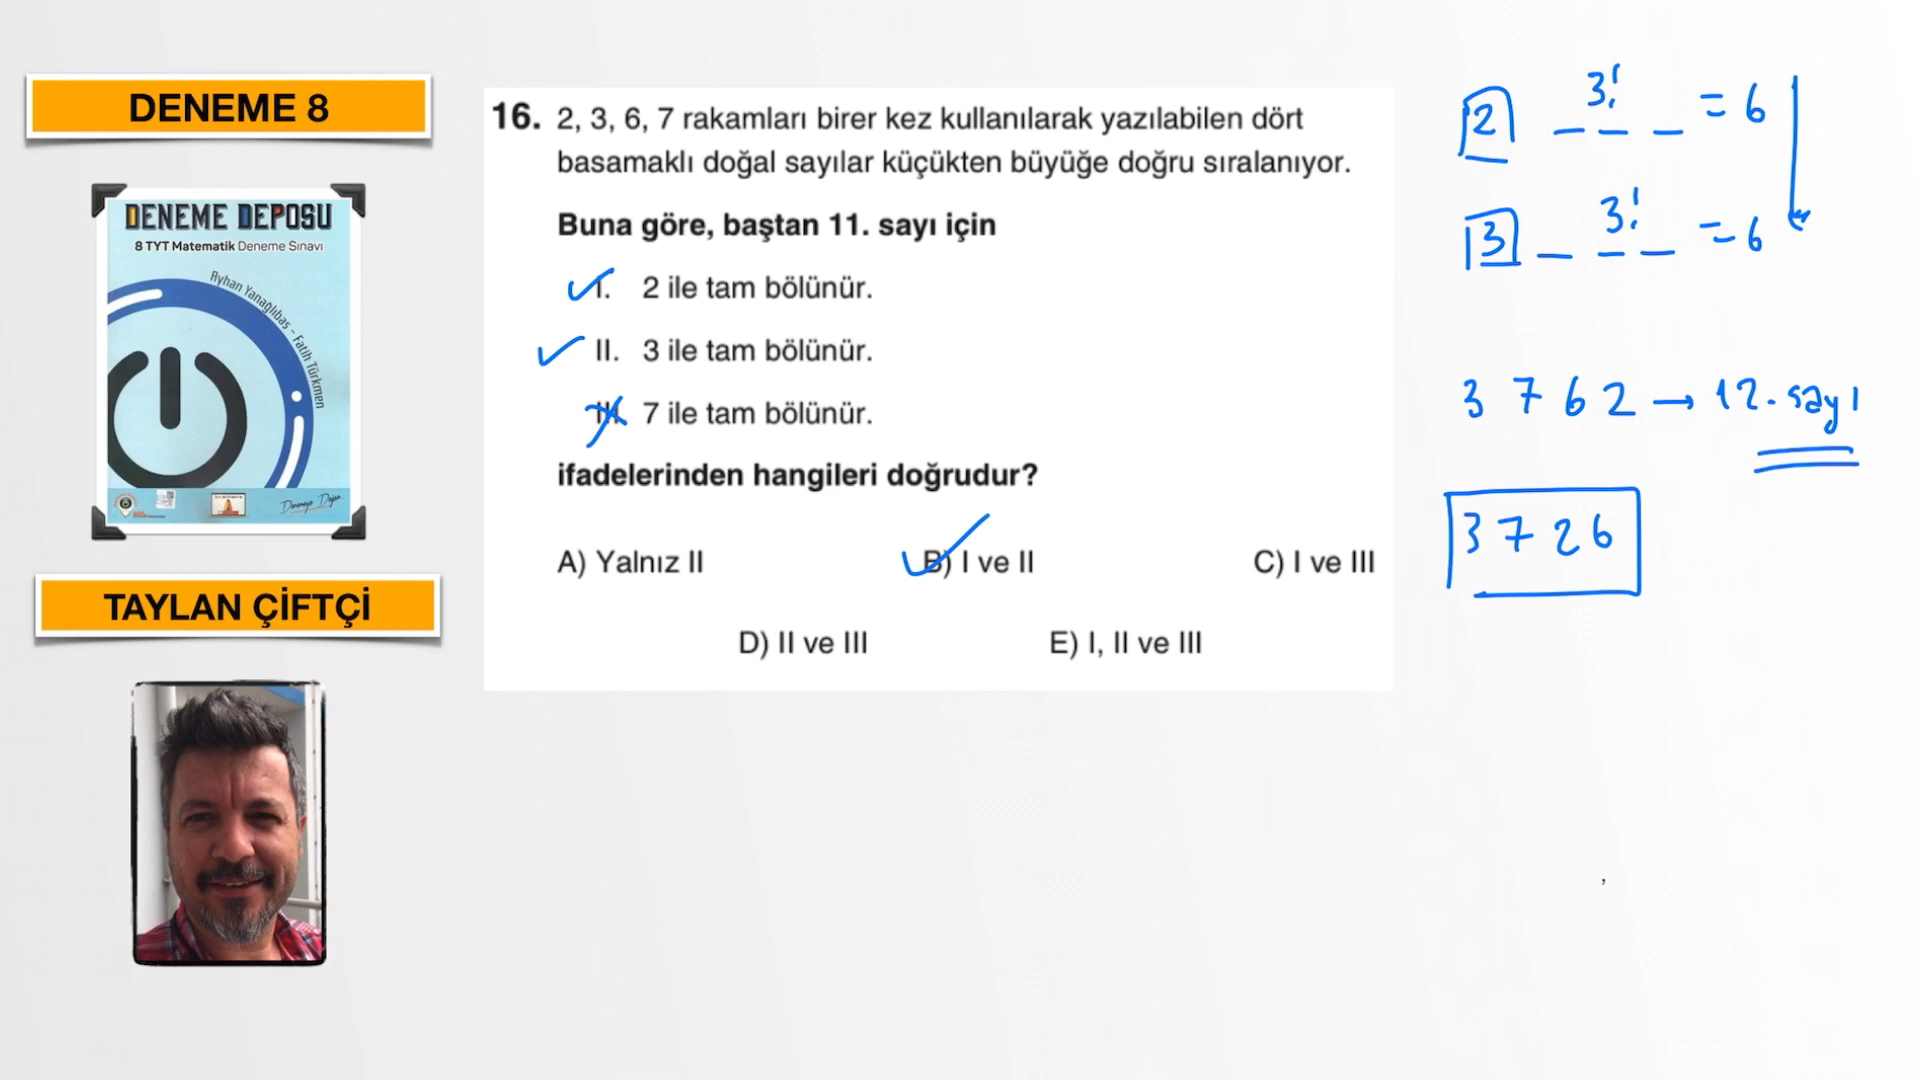 DENEME 8
DENEME DEPOSU
8 TYT Matematik Deneme Sınavı
Ayhan Yanağlıbaş - Fatih Türkmen
TAYLAN ÇİFTÇİ
16. 2, 3, 6, 7 rakamları birer kez kullanılarak yazılabilen dört
basamaklı doğal sayılar küçükten büyüğe doğru sıralanıyor.
Buna göre, baştan 11. sayı için
I. 2 ile tam bölünür.
II. 3 ile tam bölünür.
III. 7 ile tam bölünür.
ifadelerinden hangileri doğrudur?
A) Yalnız II
B) I ve II
C) I ve III
D) II ve III
E) I, II ve III
2 _ _ _ 3! = 6
3 _ _ _ 3! = 6
3 7 6 2 → 12. sayı
3 7 2 6